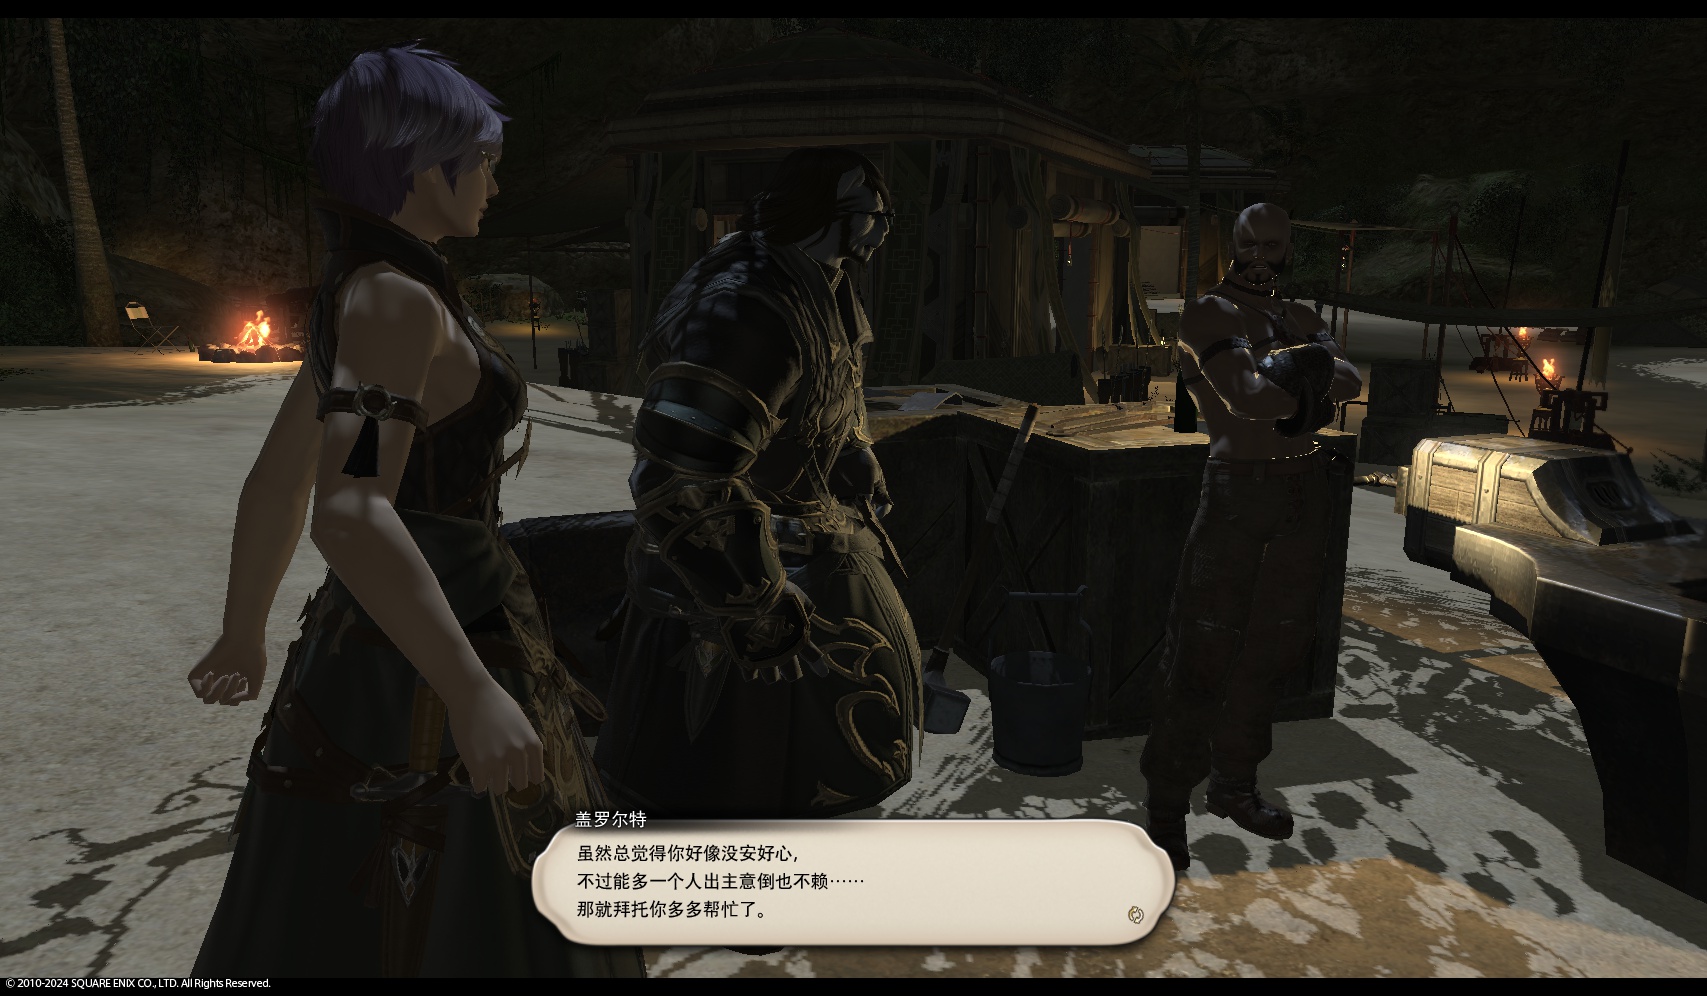 盖罗尔特
虽然总觉得你好像没安好心，
不过能多一个人出主意倒也不赖……
那就拜托你多多帮忙了。
© 2010-2024 SQUARE ENIX CO., LTD. All Rights Reserved.